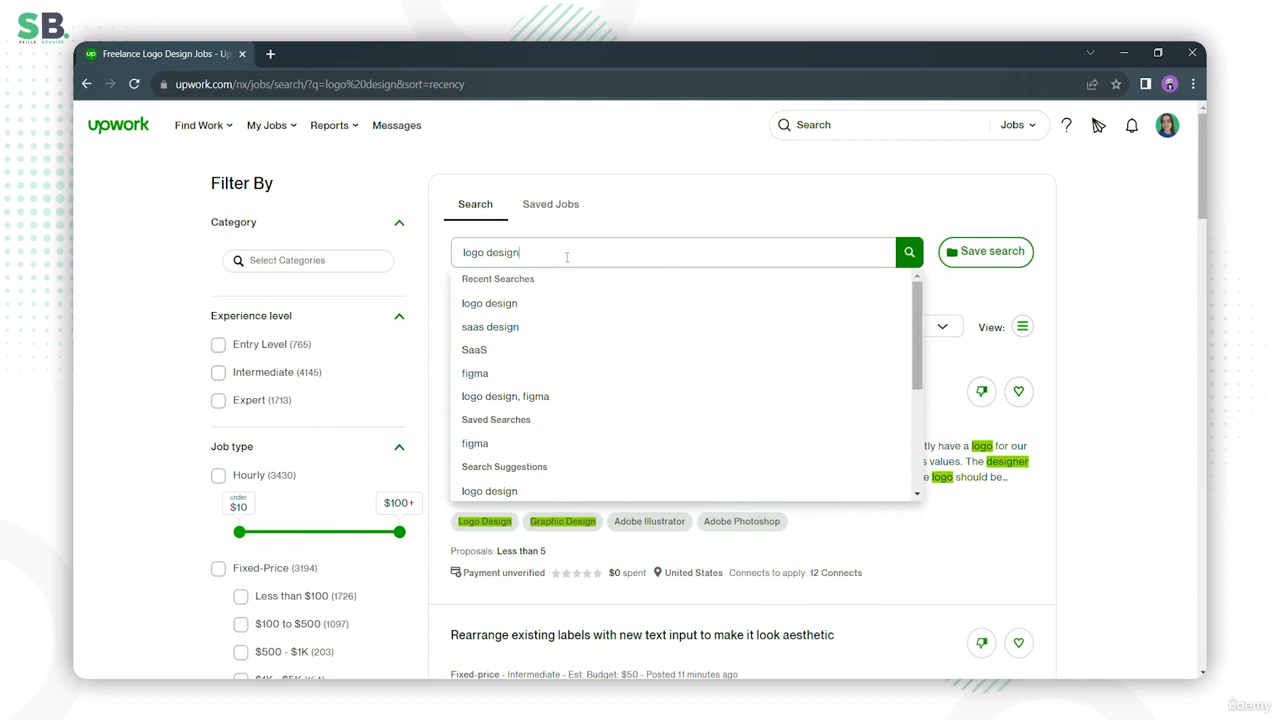 SB.
SKILLS BOOSTER
Freelance Logo Design Jobs - Up
upwork.com/nx/jobs/search/?q=logo%20design&sort=recency
upwork
Find Work
My Jobs
Reports
Messages
Search
Jobs
Filter By
Category
Select Categories
Experience level
Entry Level (765)
Intermediate (4145)
Expert (1713)
Job type
Hourly (3430)
under
$10
$100+
Fixed-Price (3194)
Less than $100 (1726)
$100 to $500 (1097)
$500 - $1K (203)
Search
Saved Jobs
logo design
Save search
Recent Searches
logo design
saas design
SaaS
figma
logo design, figma
Saved Searches
figma
Search Suggestions
logo design
View:
tly have a logo for our
s values. The designer
e logo should be...
Logo Design
Graphic Design
Adobe Illustrator
Adobe Photoshop
Proposals: Less than 5
Payment unverified
$0 spent
United States
Connects to apply: 12 Connects
Rearrange existing labels with new text input to make it look aesthetic
Fixed-price - Intermediate - Est. Budget: $50 - Posted 11 minutes ago
ûdemy